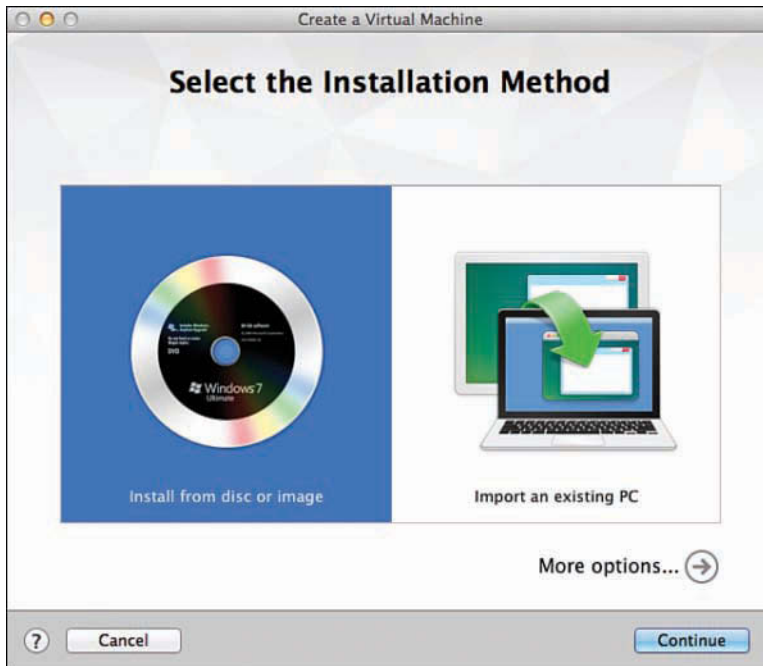 Create a Virtual Machine
Select the Installation Method
DVD
Windows 7
Ultimate
Install from disc or image
Import an existing PC
More options...
? Cancel Continue